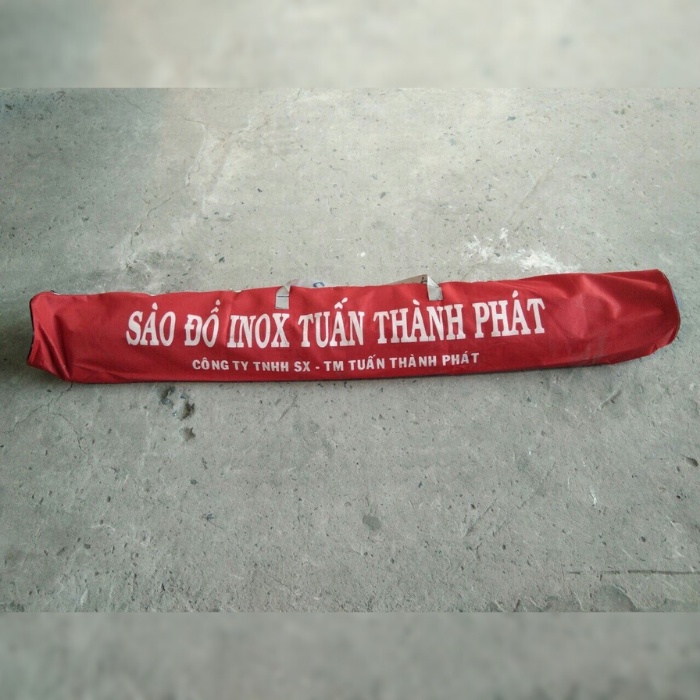 SÀO ĐỒ INOX TUẤN THÀNH PHÁT
CÔNG TY TNHH SX - TM TUẤN THÀNH PHÁT